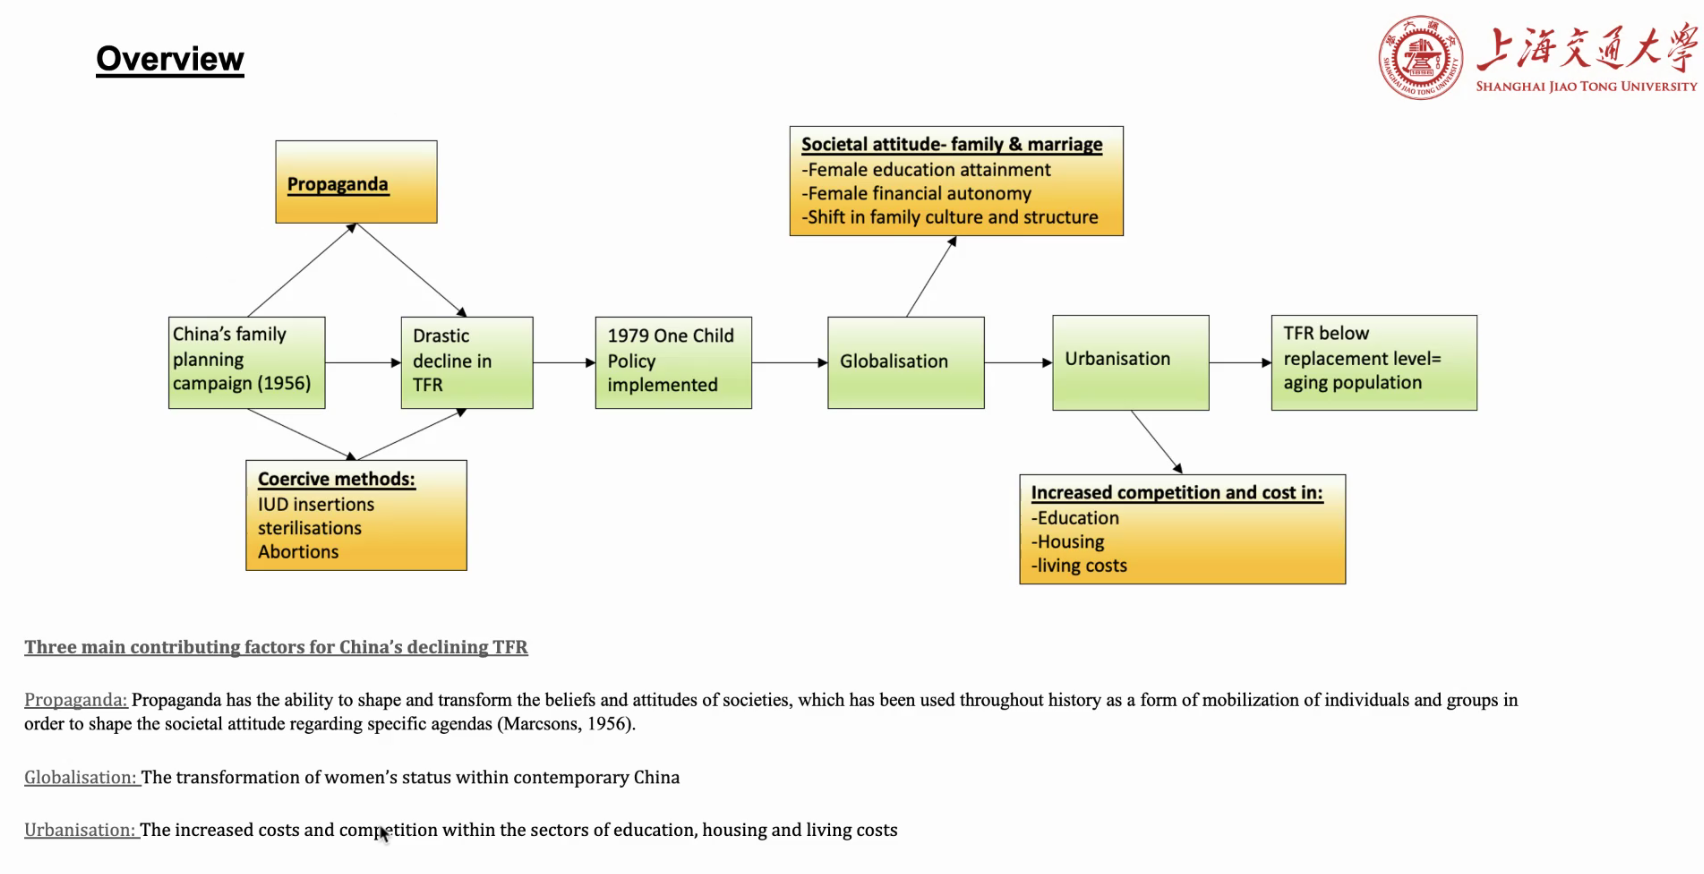 Overview
上海交通大学
SHANGHAI JIAO TONG UNIVERSITY
Propaganda
Societal attitude- family & marriage
-Female education attainment
-Female financial autonomy
-Shift in family culture and structure
China's family
planning
campaign (1956)
Drastic
decline in
TFR
1979 One Child
Policy
implemented
Globalisation
Urbanisation
TFR below
replacement level=
aging population
Coercive methods:
IUD insertions
sterilisations
Abortions
Increased competition and cost in:
-Education
-Housing
-living costs
Three main contributing factors for China's declining TFR
Propaganda: Propaganda has the ability to shape and transform the beliefs and attitudes of societies, which has been used throughout history as a form of mobilization of individuals and groups in
order to shape the societal attitude regarding specific agendas (Marcsons, 1956).
Globalisation: The transformation of women's status within contemporary China
Urbanisation: The increased costs and competition within the sectors of education, housing and living costs